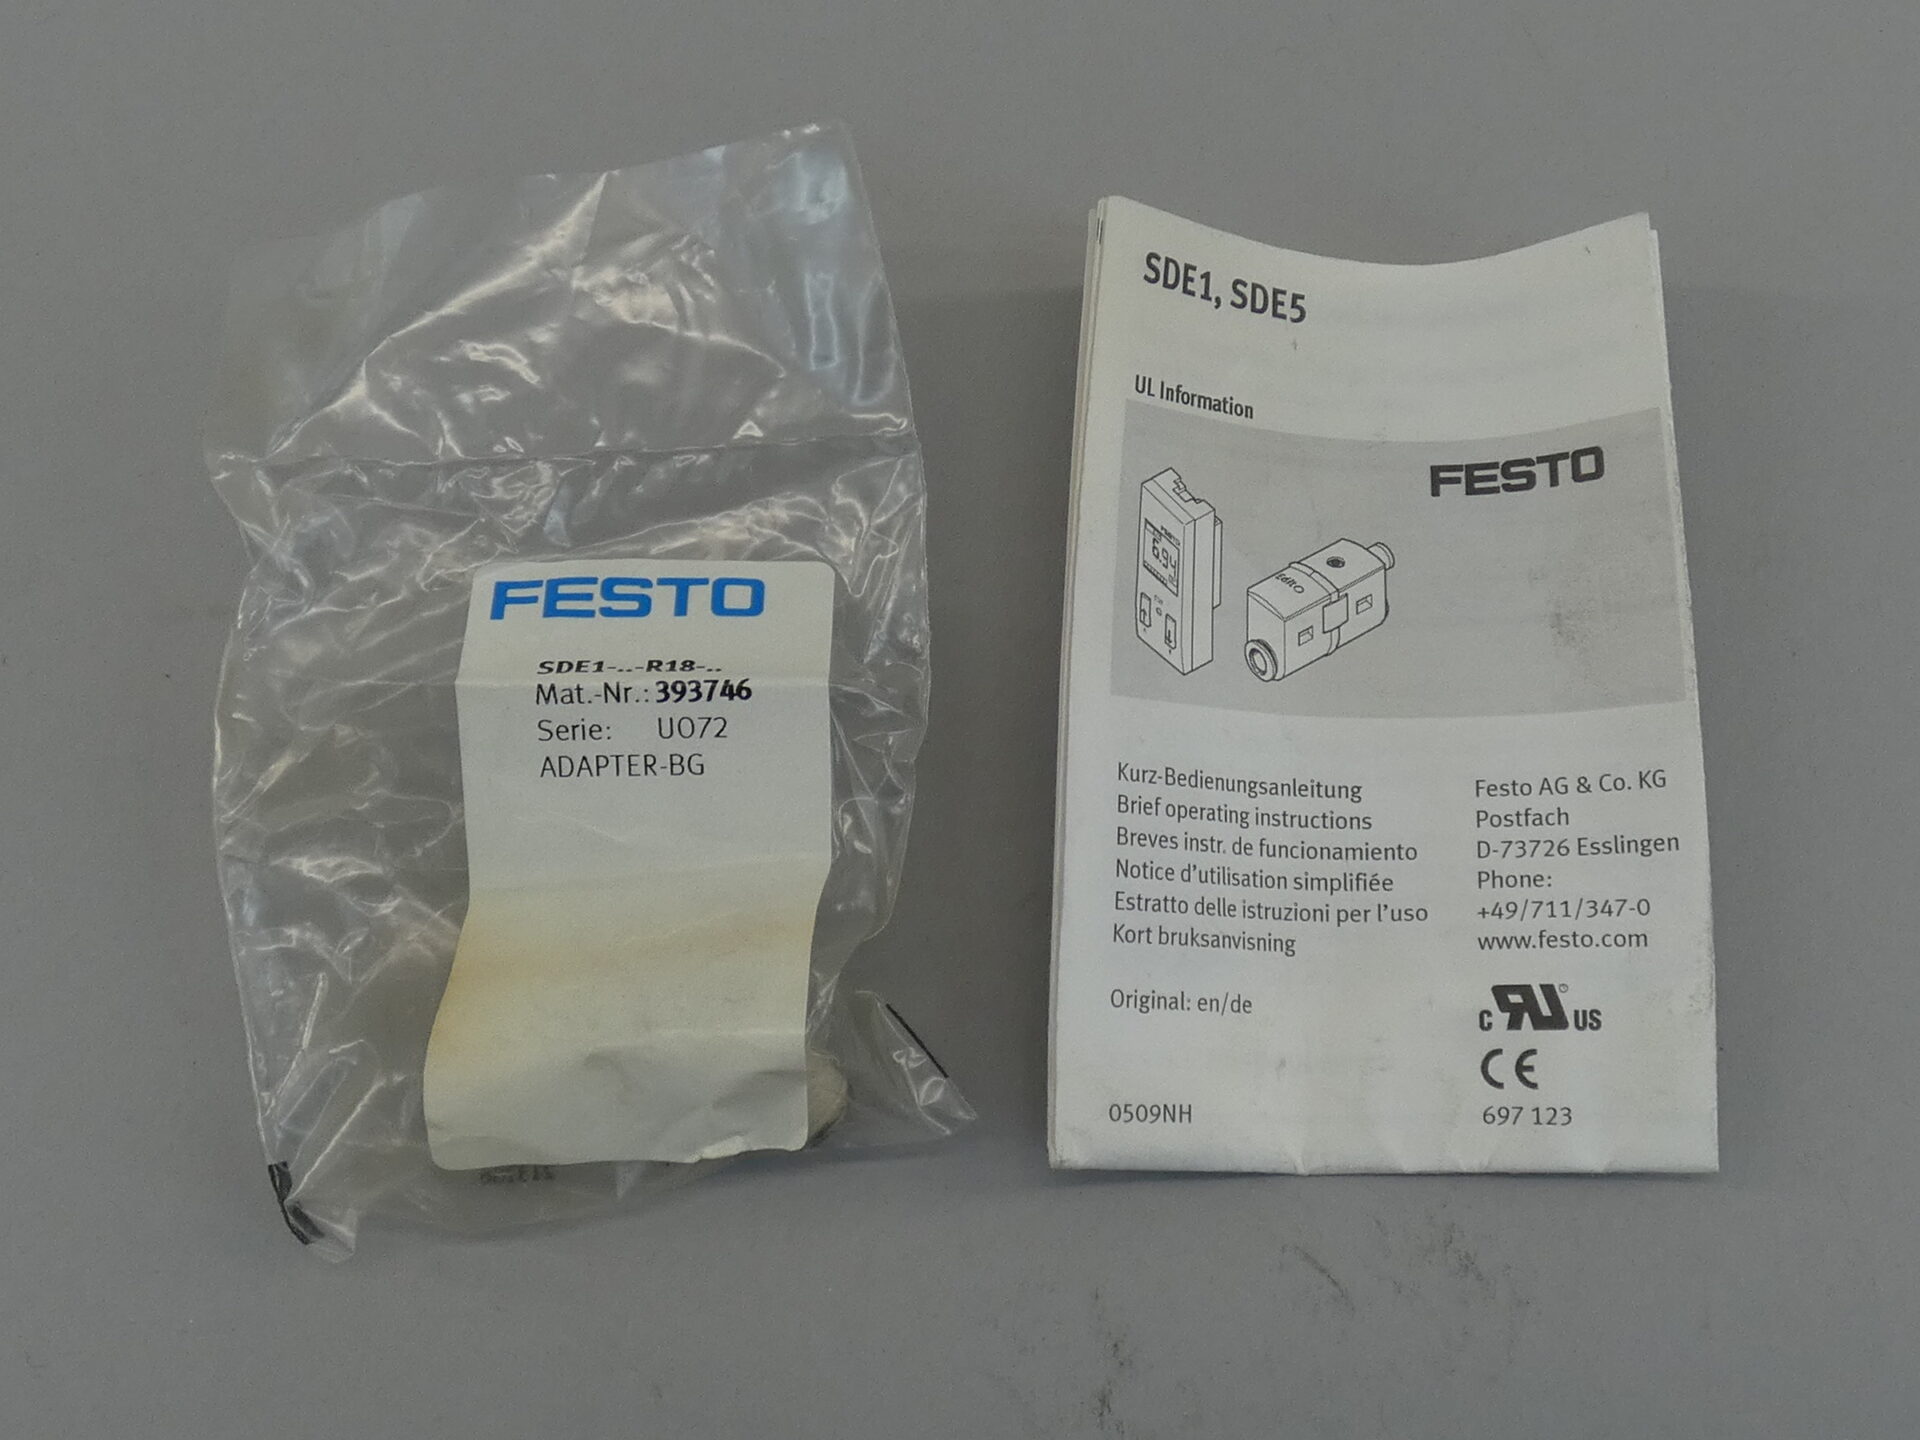 FESTO
SDE1-..-R18-..
Mat.-Nr.: 393746
Serie: U072
ADAPTER-BG
SDE1, SDE5
UL Information
FESTO
Kurz-Bedienungsanleitung
Brief operating instructions
Breves instr. de funcionamiento
Notice d'utilisation simplifiée
Estratto delle istruzioni per l'uso
Kort bruksanvisning
Original: en/de
0509NH
Festo AG & Co. KG
Postfach
D-73726 Esslingen
Phone:
+49/711/347-0
www.festo.com
c RU ® US
CE
697 123